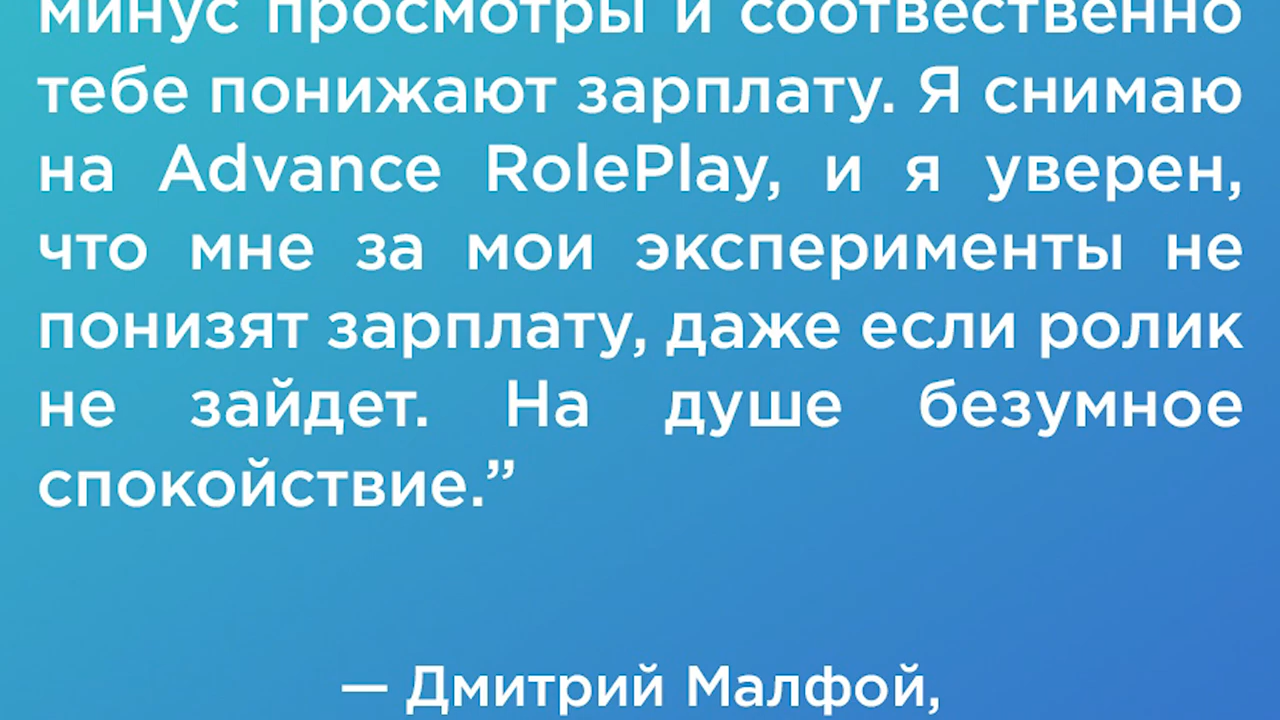 минус просмотры и соотвественно
тебе понижают зарплату. Я снимаю
на Advance RolePlay, и я уверен,
что мне за мои эксперименты не
понизят зарплату, даже если ролик
не зайдет. На душе безумное
спокойствие.”
— Дмитрий Малфой,